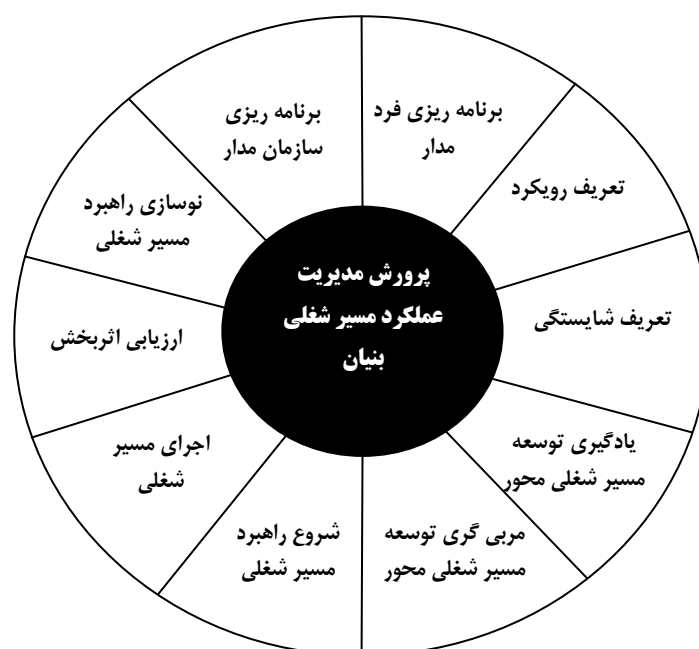 پرورش مدیریت
عملکرد مسیر شغلی
بنیان
برنامه ریزی فرد
مدار
تعریف رویکرد
تعریف شایستگی
یادگیری توسعه
مسیر شغلی محور
مربی گری توسعه
مسیر شغلی محور
شروع راهبرد
مسیر شغلی
اجرای مسیر
شغلی
ارزیابی اثربخش
نوسازی راهبرد
مسیر شغلی
برنامه ریزی
سازمان مدار